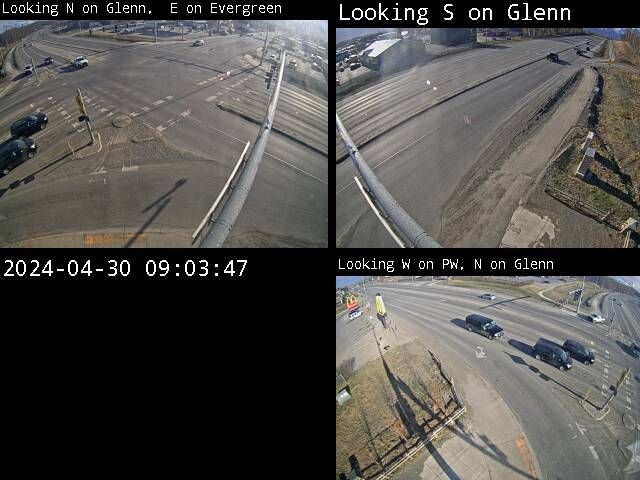 Looking N on Glenn,  E on Evergreen
Looking S on Glenn
2024-04-30 09:03:47
Looking W on PW, N on Glenn